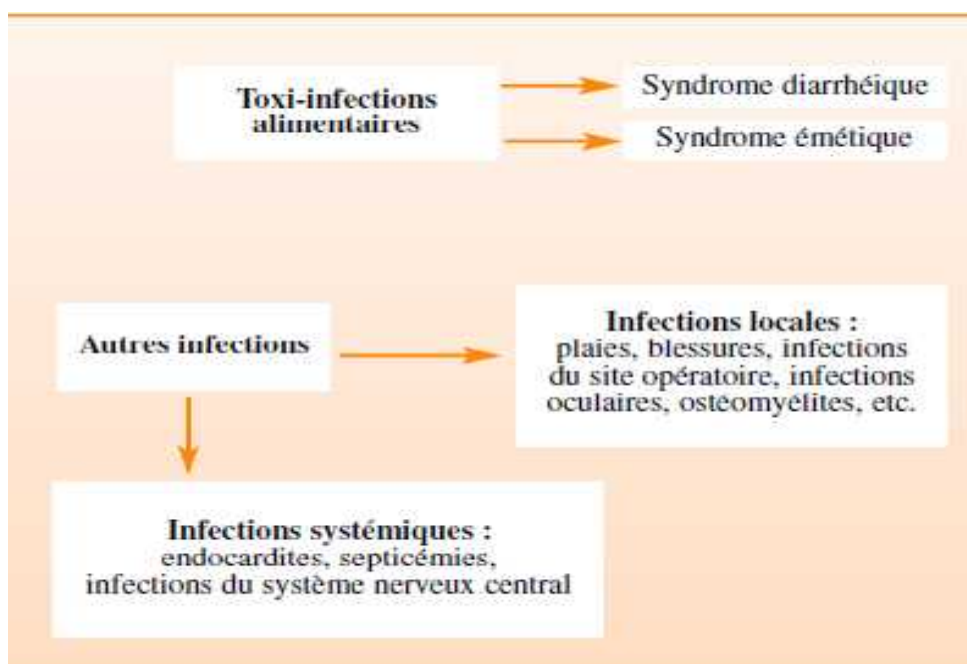 Toxi-infections
alimentaires
Syndrome diarrhéique
Syndrome émétique
Autres infections
Infections locales :
plaies, blessures, infections
du site opératoire, infections
oculaires, ostéomyélites, etc.
Infections systémiques :
endocardites, septicémies,
infections du système nerveux central